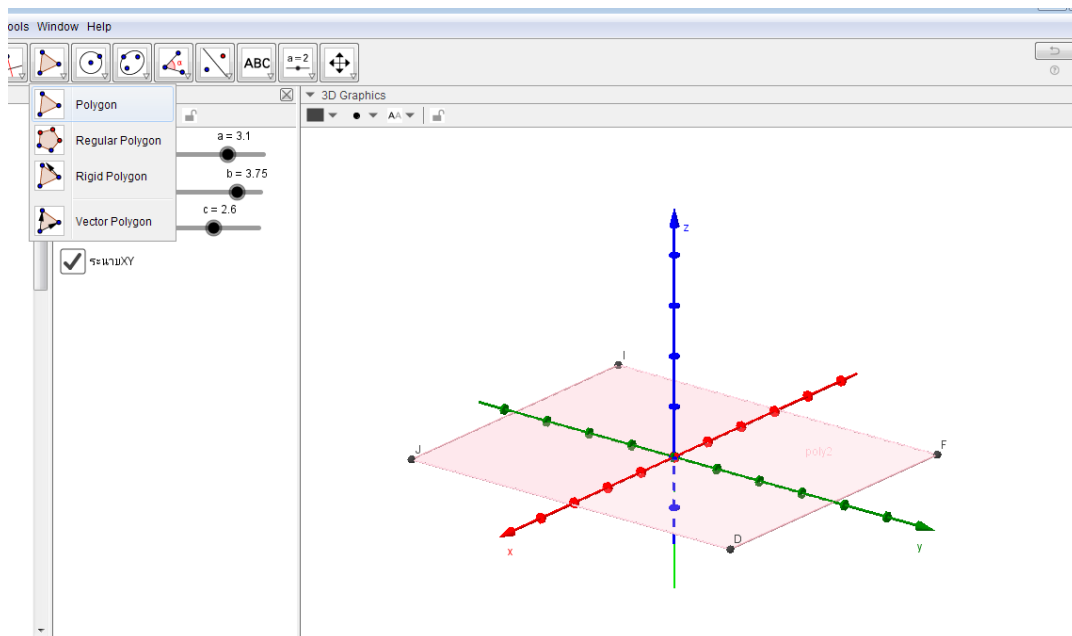 ools Window Help
ABC a=2
Polygon
Regular Polygon
Rigid Polygon
Vector Polygon
3D Graphics
AA
a = 3.1
b = 3.75
c = 2.6
ระนาบXY
z
I
F
J
poly2
D
x
y